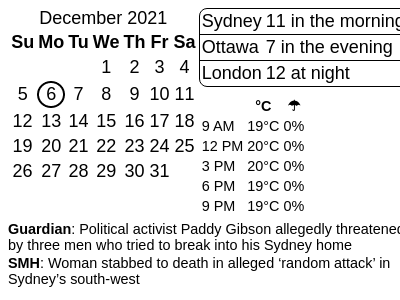 December 2021
Su Mo Tu We Th Fr Sa
1 2 3 4
5 6 7 8 9 10 11
12 13 14 15 16 17 18
19 20 21 22 23 24 25
26 27 28 29 30 31
Sydney 11 in the morning
Ottawa 7 in the evening
London 12 at night
°C ☂
9 AM 19°C 0%
12 PM 20°C 0%
3 PM 20°C 0%
6 PM 19°C 0%
9 PM 19°C 0%
Guardian: Political activist Paddy Gibson allegedly threatened
by three men who tried to break into his Sydney home
SMH: Woman stabbed to death in alleged ‘random attack’ in
Sydney’s south-west